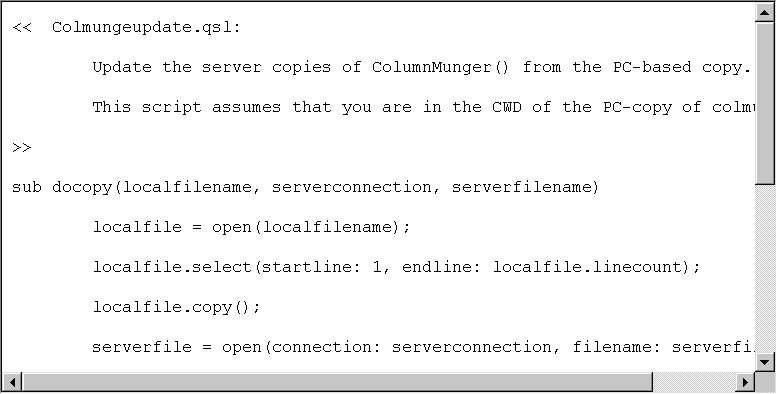 <<  Colmungeupdate.qsl:
Update the server copies of ColumnMunger() from the PC-based copy.
This script assumes that you are in the CWD of the PC-copy of
>>
sub docopy(localfilename, serverconnection, serverfilename)
localfile = open(localfilename);
localfile.select(startline: 1, endline: localfile.linecount);
localfile.copy();
serverfile = open(connection: serverconnection, filename: